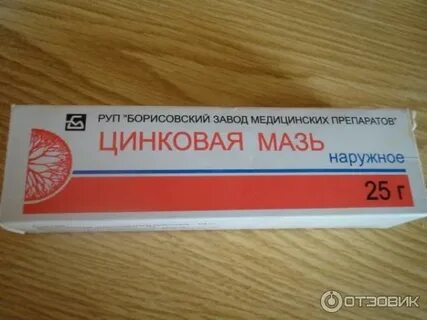 РУП "БОРИСОВСКИЙ ЗАВОД МЕДИЦИНСКИХ ПРЕПАРАТОВ"
ЦИНКОВАЯ МАЗЬ
наружное
25 г
ОТЗОВИК